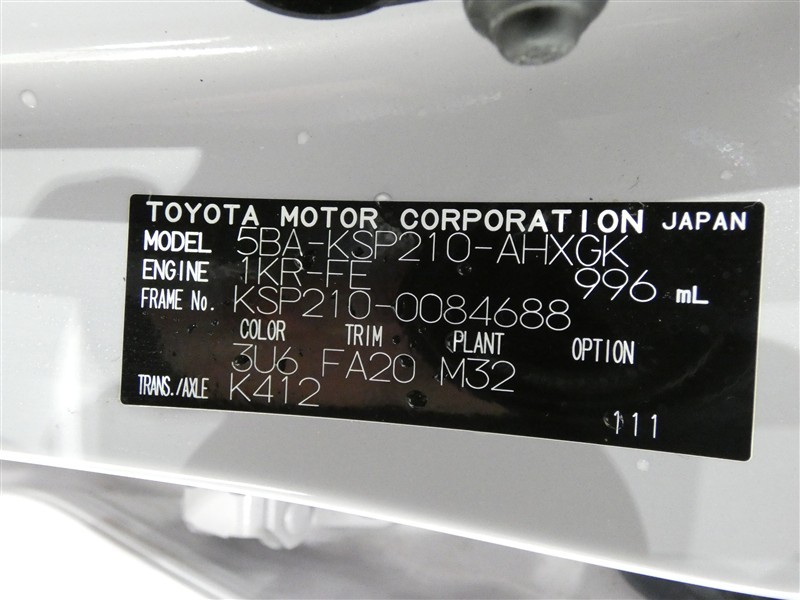 TOYOTA MOTOR CORPORATION JAPAN
MODEL 5BA-KSP210-AHXGK
ENGINE 1KR-FE 996 mL
FRAME No. KSP210-0084688
COLOR TRIM PLANT OPTION
3U6 FA20 M32
TRANS./AXLE K412
111